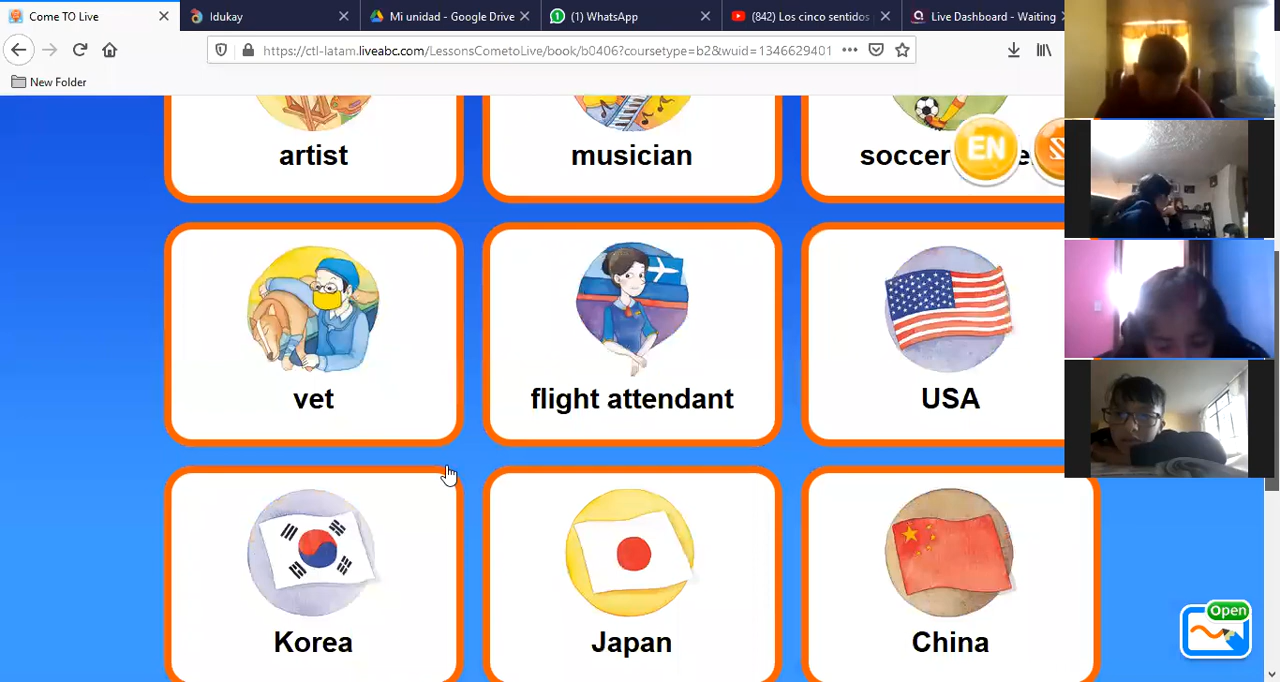 Come TO Live
Idukay
Mi unidad - Google Drive
(1) WhatsApp
(842) Los cinco sentidos
Live Dashboard - Waiting
https://ctl-latam.liveabc.com/LessonsCometoLive/book/b0406?coursetype=b2&wuid=1346629401
New Folder
artist
musician
soccer
EN
vet
flight attendant
USA
Korea
Japan
China
Open